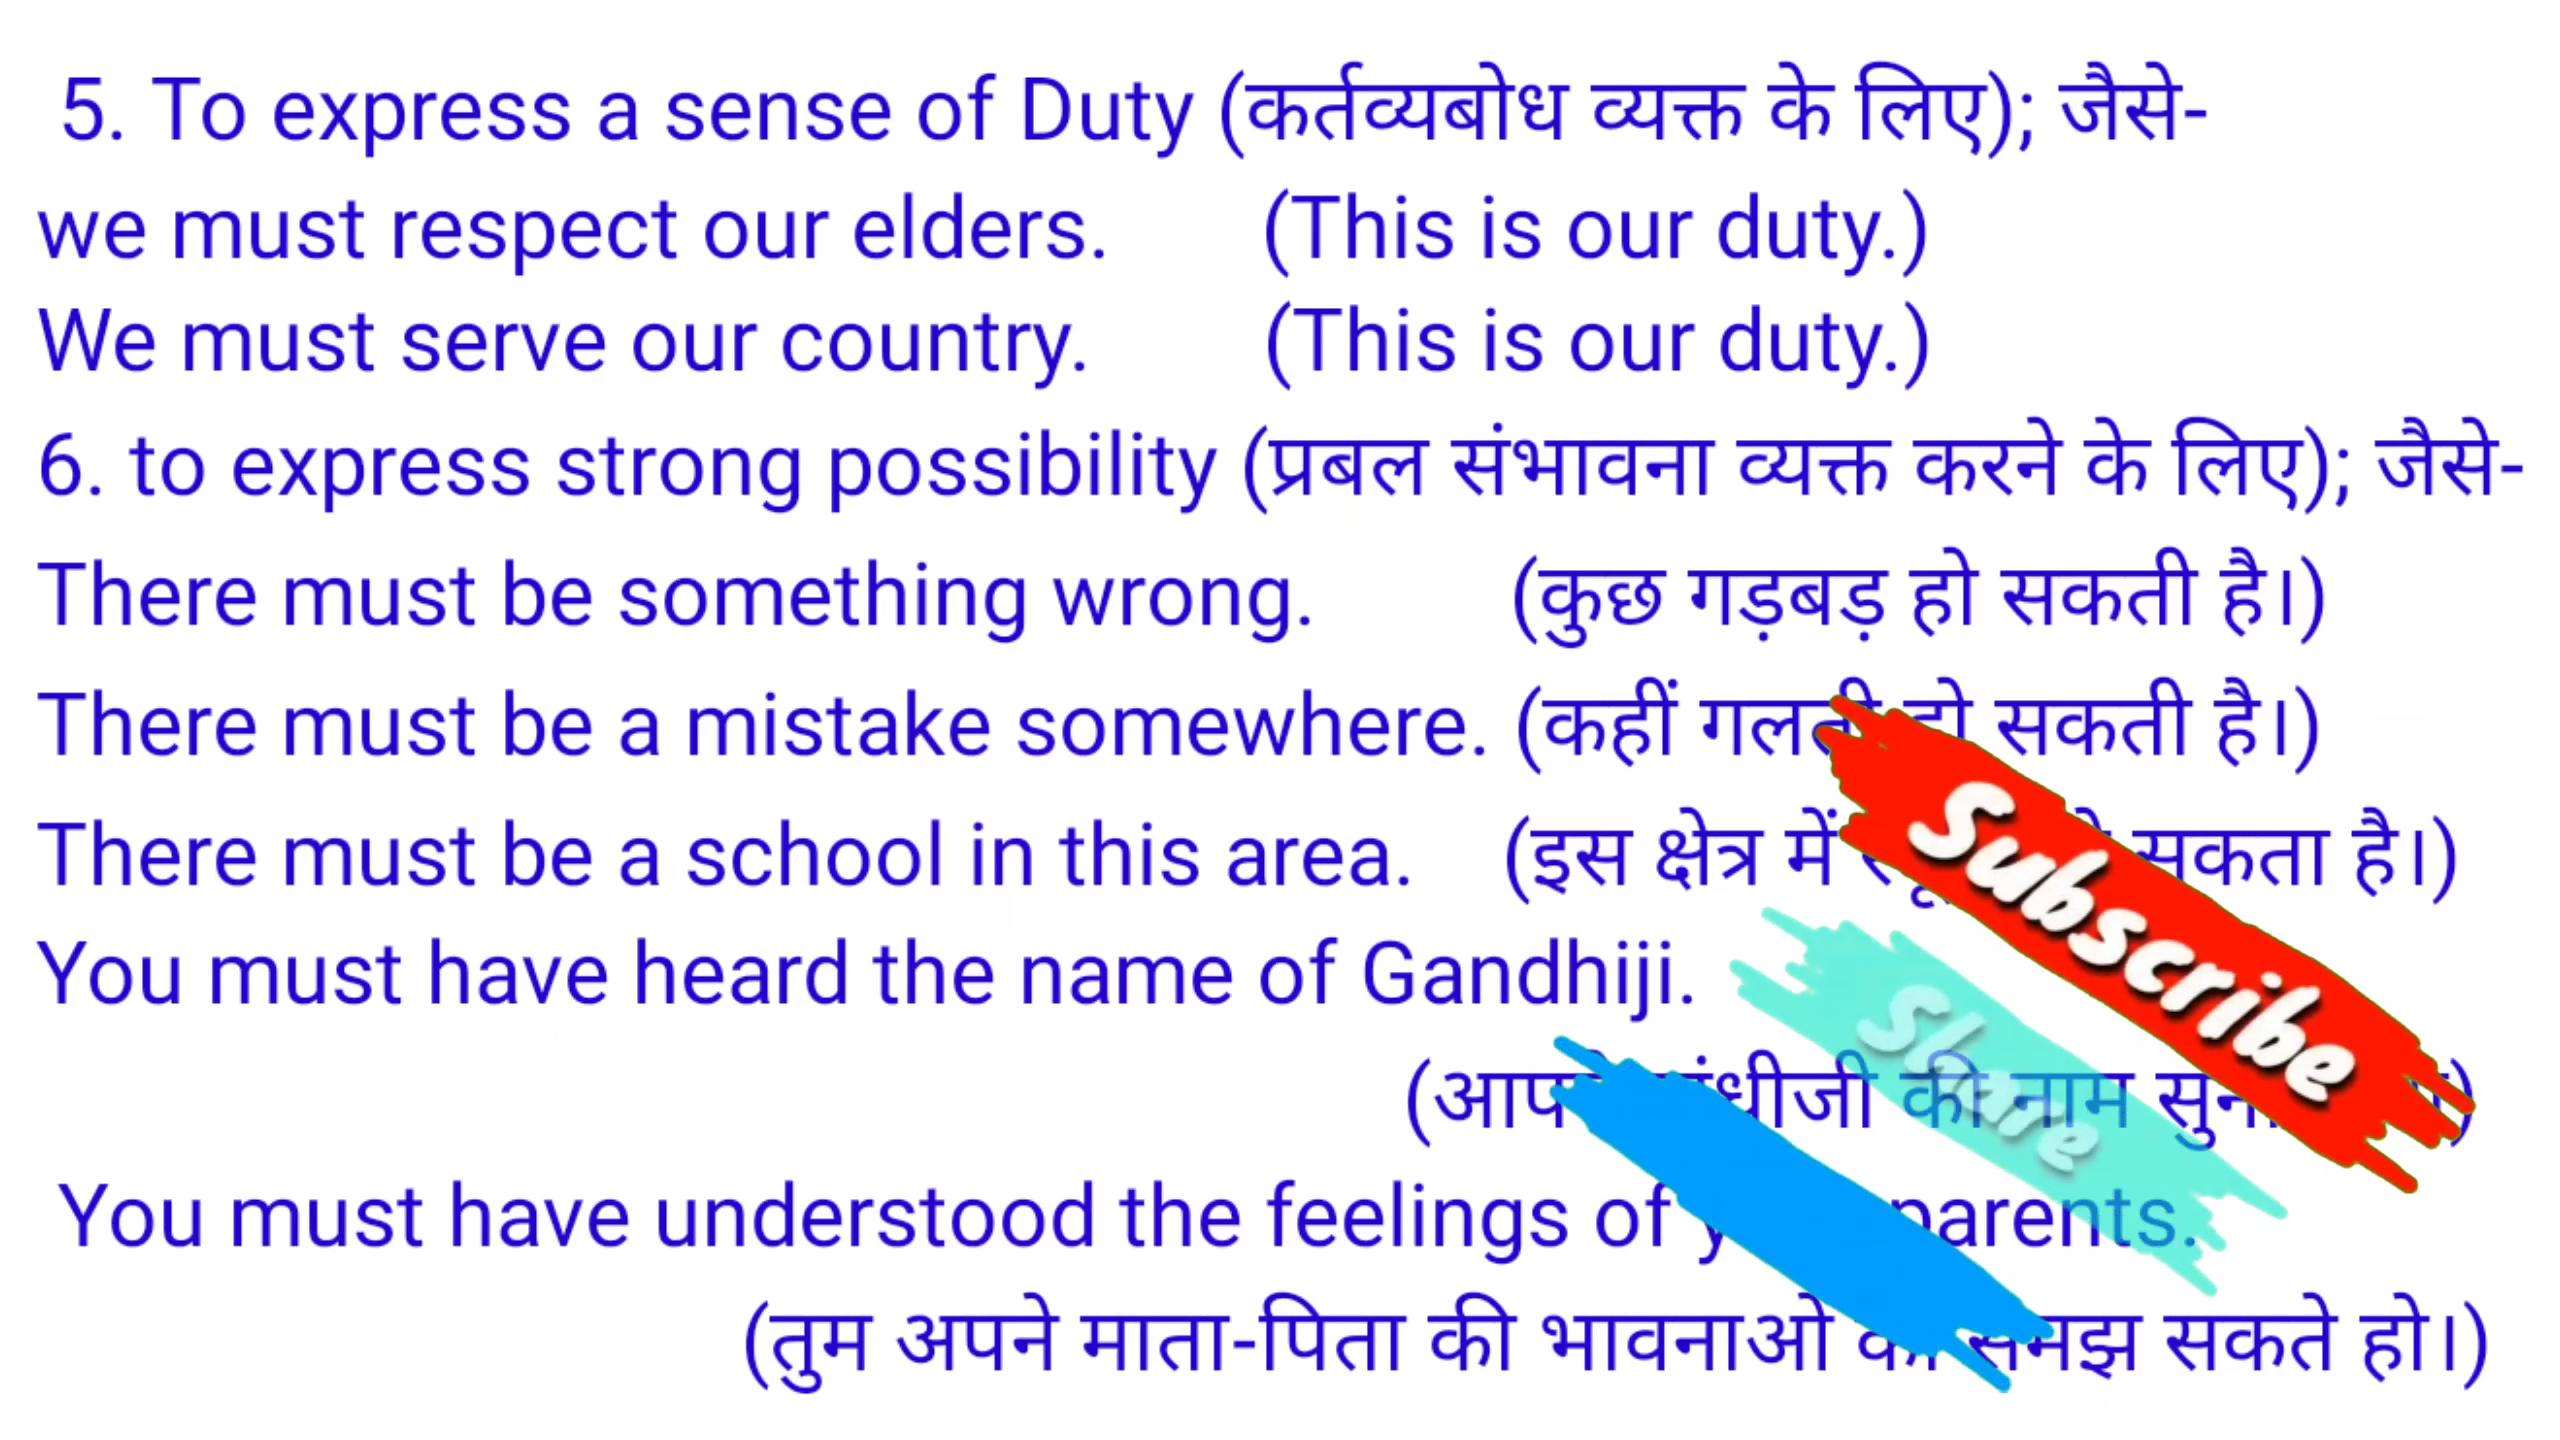 5. To express a sense of Duty (कर्तव्यबोध व्यक्त के लिए); जैसे-
we must respect our elders. (This is our duty.)
We must serve our country. (This is our duty.)
6. to express strong possibility (प्रबल संभावना व्यक्त करने के लिए); जैसे-
There must be something wrong. (कुछ गड़बड़ हो सकती है।)
There must be a mistake somewhere. (कहीं गलती हो सकती है।)
There must be a school in this area. (इस क्षेत्र में सकता है।)
You must have heard the name of Gandhiji.
(नाम
You must have understood the feelings of parents.
(तुम अपने माता-पिता की भावनाओ समझ सकते हो।)
Subscribe
Share